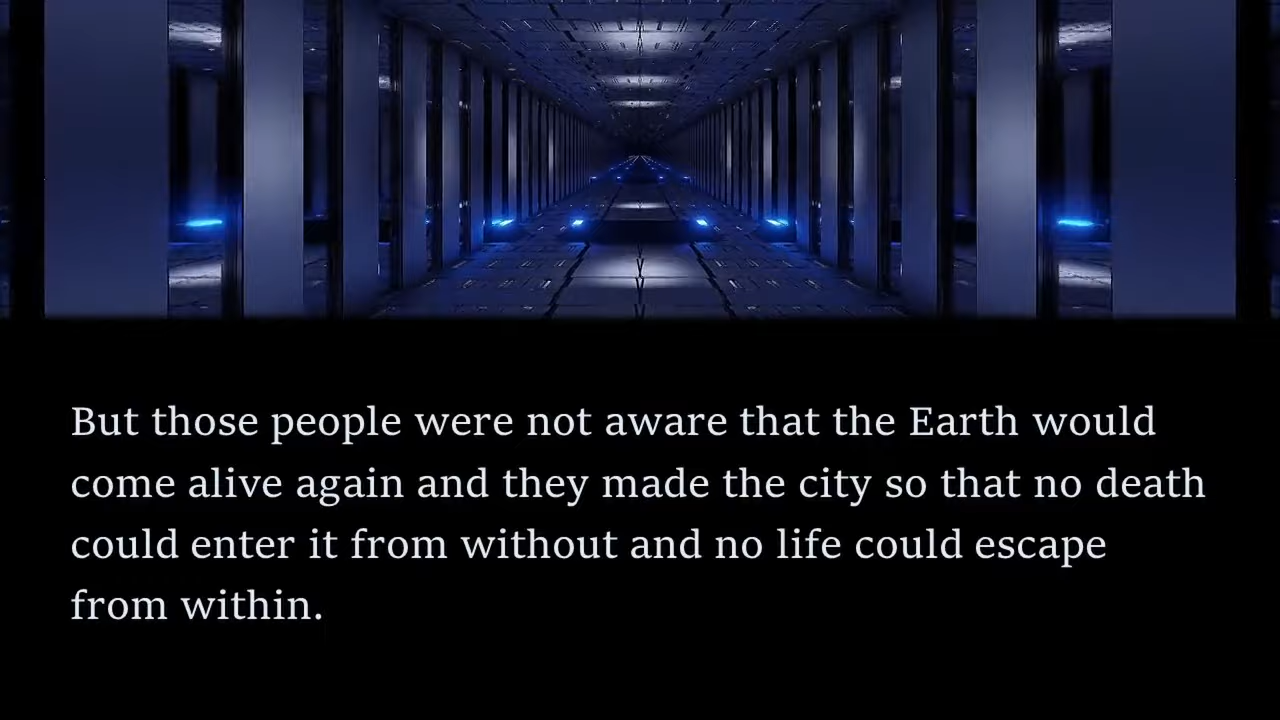 But those people were not aware that the Earth would
come alive again and they made the city so that no death
could enter it from without and no life could escape
from within.